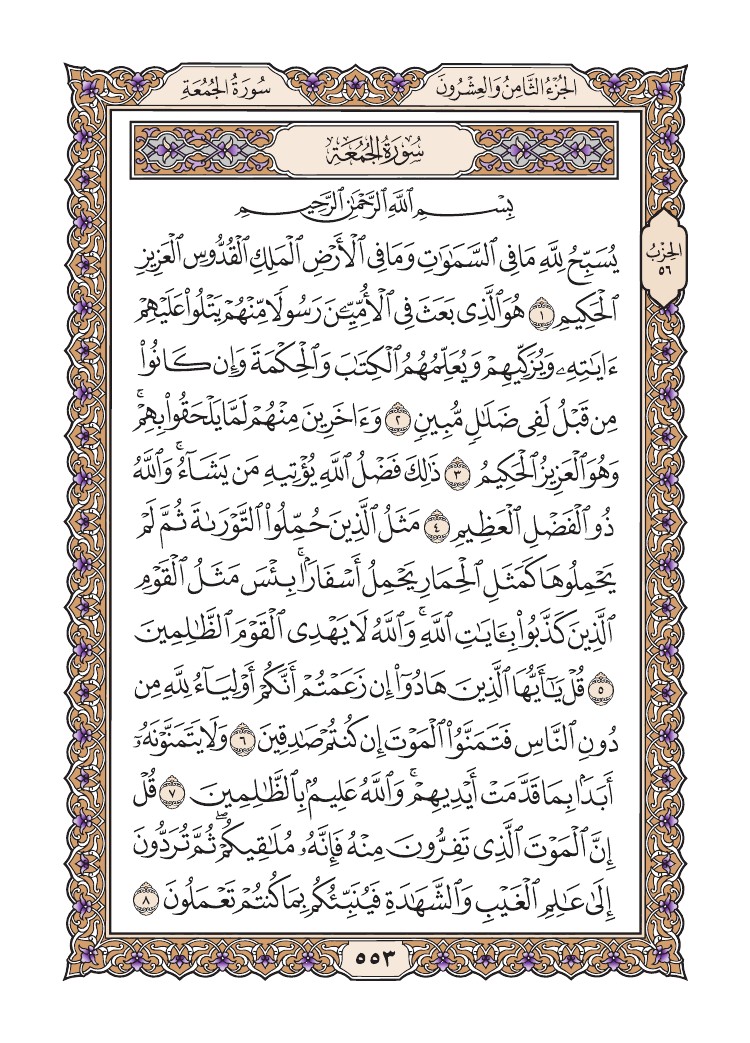 الجُزْءُ الثَّامِنُ وَالعِشْرُونَ
سُورَةُ الجُمُعَةِ
سُورَةُ الجُمُعَةِ
بِسْمِ ٱللَّهِ ٱلرَّحْمَٰنِ ٱلرَّحِيمِ
يُسَبِّحُ لِلَّهِ مَا فِي ٱلسَّمَٰوَٰتِ وَمَا فِي ٱلْأَرْضِ ٱلْمَلِكِ ٱلْقُدُّوسِ ٱلْعَزِيزِ
ٱلْحَكِيمِ ١ هُوَ ٱلَّذِي بَعَثَ فِي ٱلْأُمِّيِّـۧنَ رَسُولًا مِّنْهُمْ يَتْلُوا۟ عَلَيْهِمْ
ءَايَٰتِهِۦ وَيُزَكِّيهِمْ وَيُعَلِّمُهُمُ ٱلْكِتَٰبَ وَٱلْحِكْمَةَ وَإِن كَانُوا۟
مِن قَبْلُ لَفِي ضَلَٰلٍ مُّبِينٍ ٢ وَءَاخَرِينَ مِنْهُمْ لَمَّا يَلْحَقُوا۟ بِهِمْ ۚ
وَهُوَ ٱلْعَزِيزُ ٱلْحَكِيمُ ٣ ذَٰلِكَ فَضْلُ ٱللَّهِ يُؤْتِيهِ مَن يَشَآءُ ۚ وَٱللَّهُ
ذُو ٱلْفَضْلِ ٱلْعَظِيمِ ٤ مَثَلُ ٱلَّذِينَ حُمِّلُوا۟ ٱلتَّوْرَىٰةَ ثُمَّ لَمْ
يَحْمِلُوهَا كَمَثَلِ ٱلْحِمَارِ يَحْمِلُ أَسْفَارًۢا ۚ بِئْسَ مَثَلُ ٱلْقَوْمِ
ٱلَّذِينَ كَذَّبُوا۟ بِـَٔايَٰتِ ٱللَّهِ ۚ وَٱللَّهُ لَا يَهْدِي ٱلْقَوْمَ ٱلظَّٰلِمِينَ
٥ قُلْ يَٰٓأَيُّهَا ٱلَّذِينَ هَادُوٓا۟ إِن زَعَمْتُمْ أَنَّكُمْ أَوْلِيَآءُ لِلَّهِ مِن
دُونِ ٱلنَّاسِ فَتَمَنَّوُا۟ ٱلْمَوْتَ إِن كُنتُمْ صَٰدِقِينَ ٦ وَلَا يَتَمَنَّوْنَهُۥٓ
أَبَدًۢا بِمَا قَدَّمَتْ أَيْدِيهِمْ ۚ وَٱللَّهُ عَلِيمٌۢ بِٱلظَّٰلِمِينَ ٧ قُلْ
إِنَّ ٱلْمَوْتَ ٱلَّذِي تَفِرُّونَ مِنْهُ فَإِنَّهُۥ مُلَٰقِيكُمْ ۖ ثُمَّ تُرَدُّونَ
إِلَىٰ عَٰلِمِ ٱلْغَيْبِ وَٱلشَّهَٰدَةِ فَيُنَبِّئُكُم بِمَا كُنتُمْ تَعْمَلُونَ ٨
الحِزْبُ
٥٦
٥٥٣